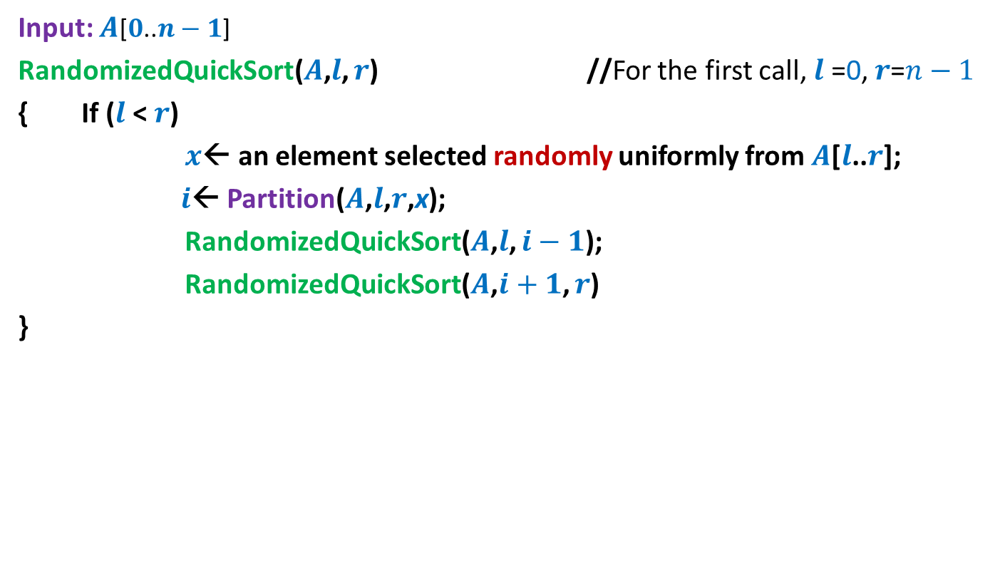 Input: A[0..n − 1]
RandomizedQuickSort(A,l, r) //For the first call, l =0, r=n − 1
{ If (l < r)
x← an element selected randomly uniformly from A[l..r];
i← Partition(A,l,r,x);
RandomizedQuickSort(A,l, i − 1);
RandomizedQuickSort(A,i + 1, r)
}